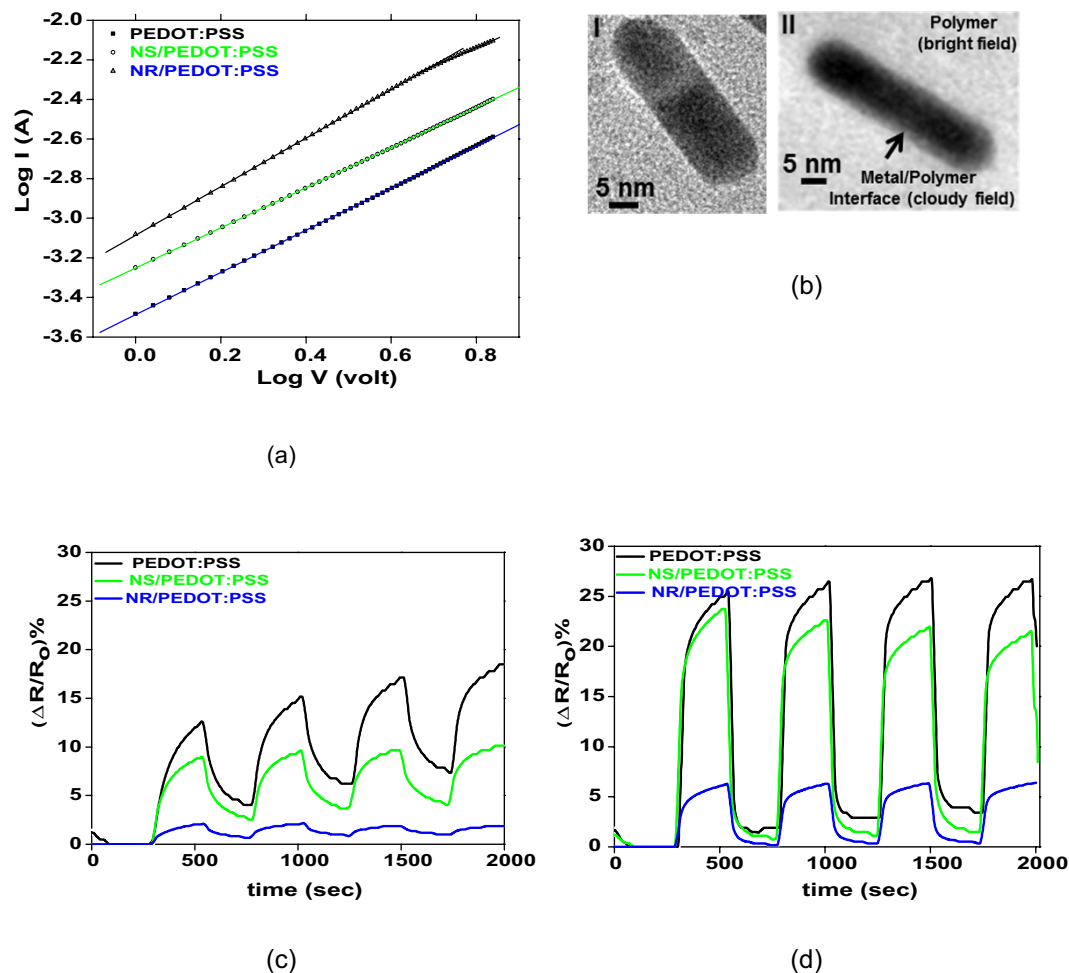 -2.0
-2.2
-2.4
-2.6
-2.8
-3.0
-3.2
-3.4
-3.6
Log I (A)
PEDOT:PSS
NS/PEDOT:PSS
NR/PEDOT:PSS
0.0 0.2 0.4 0.6 0.8
Log V (volt)
(a)
I
5 nm
II
Polymer
(bright field)
5 nm
Metal/Polymer
Interface (cloudy field)
(b)
30
25
20
15
10
5
0
(ΔR/RO)%
PEDOT:PSS
NS/PEDOT:PSS
NR/PEDOT:PSS
0 500 1000 1500 2000
time (sec)
(c)
30
25
20
15
10
5
0
(ΔR/RO)%
PEDOT:PSS
NS/PEDOT:PSS
NR/PEDOT:PSS
0 500 1000 1500 2000
time (sec)
(d)